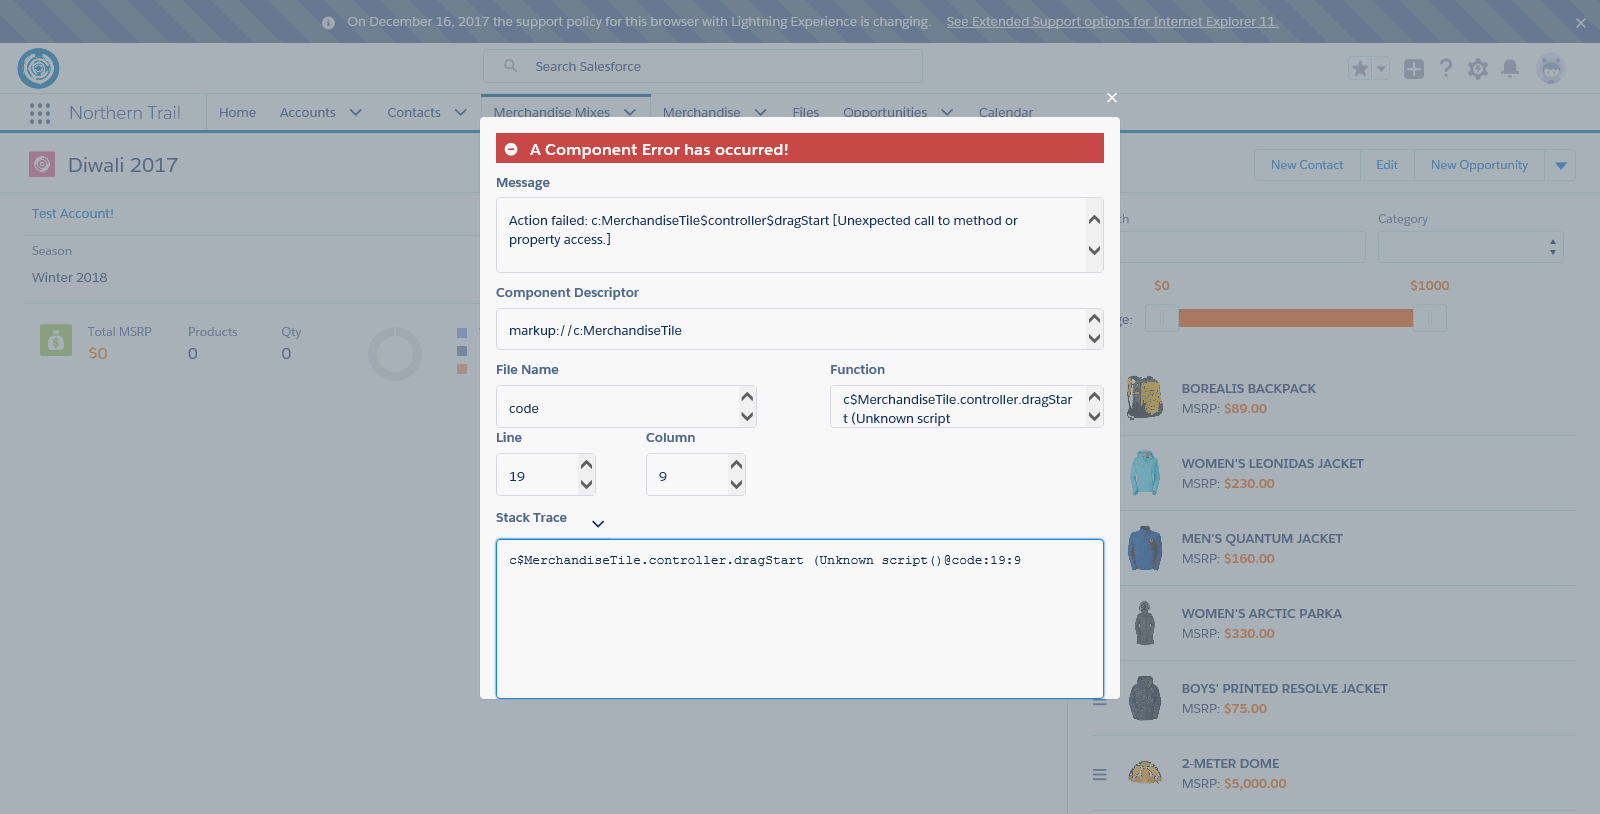 On December 16, 2017 the support policy for this browser with Lightning Experience is changing. See Extended Support options for Internet Explorer 11.
Search Salesforce
Northern Trail
Home
Accounts
Contacts
Merchandise Mixes
Merchandise
Files
Opportunities
Calendar
Diwali 2017
New Contact
Edit
New Opportunity
Test Account!
Season
Winter 2018
Total MSRP
$0
Products
0
Qty
0
A Component Error has occurred!
Message
Action failed: c:MerchandiseTile$controller$dragStart [Unexpected call to method or
property access.]
Component Descriptor
markup://c:MerchandiseTile
File Name
code
Function
c$MerchandiseTile.controller.dragStar
t (Unknown script
Line
19
Column
9
Stack Trace
c$MerchandiseTile.controller.dragStart (Unknown script()@code:19:9
Category
$0
$1000
BOREALIS BACKPACK
MSRP: $89.00
WOMEN'S LEONIDAS JACKET
MSRP: $230.00
MEN'S QUANTUM JACKET
MSRP: $160.00
WOMEN'S ARCTIC PARKA
MSRP: $330.00
BOYS' PRINTED RESOLVE JACKET
MSRP: $75.00
2-METER DOME
MSRP: $5,000.00